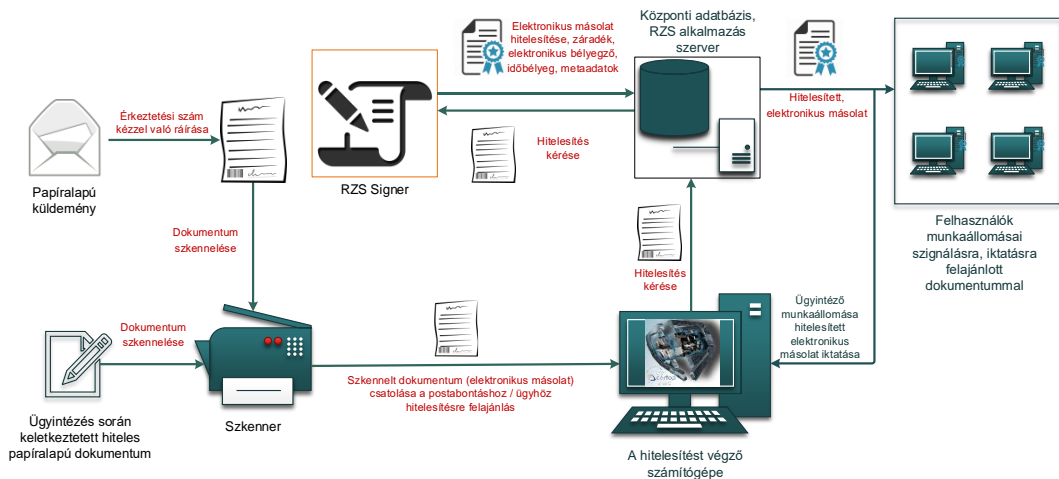 Elektronikus másolat
hitelesítése, záradék,
elektronikus bélyegző,
időbélyeg, metaadatok
Központi adatbázis,
RZS alkalmazás
szerver
Érkeztetési szám
kézzel való ráírása
Hitelesített,
elektronikus másolat
Hitelesítés
kérése
Papíralapú
küldemény
RZS Signer
Felhasználók
munkaállomásai
szignálásra, iktatásra
felajánlott
dokumentummal
Dokumentum
szkennelése
Hitelesítés
kérése
Ügyintéző
munkaállomása
hitelesített
elektronikus
másolat iktatása
Dokumentum
szkennelése
Szkennelt dokumentum (elektronikus másolat)
csatolása a postabontáshoz / ügyhöz
hitelesítésre felajánlás
Ügyintézés során
keletkeztetett hiteles
papíralapú dokumentum
Szkenner
A hitelesítést végző
számítógépe